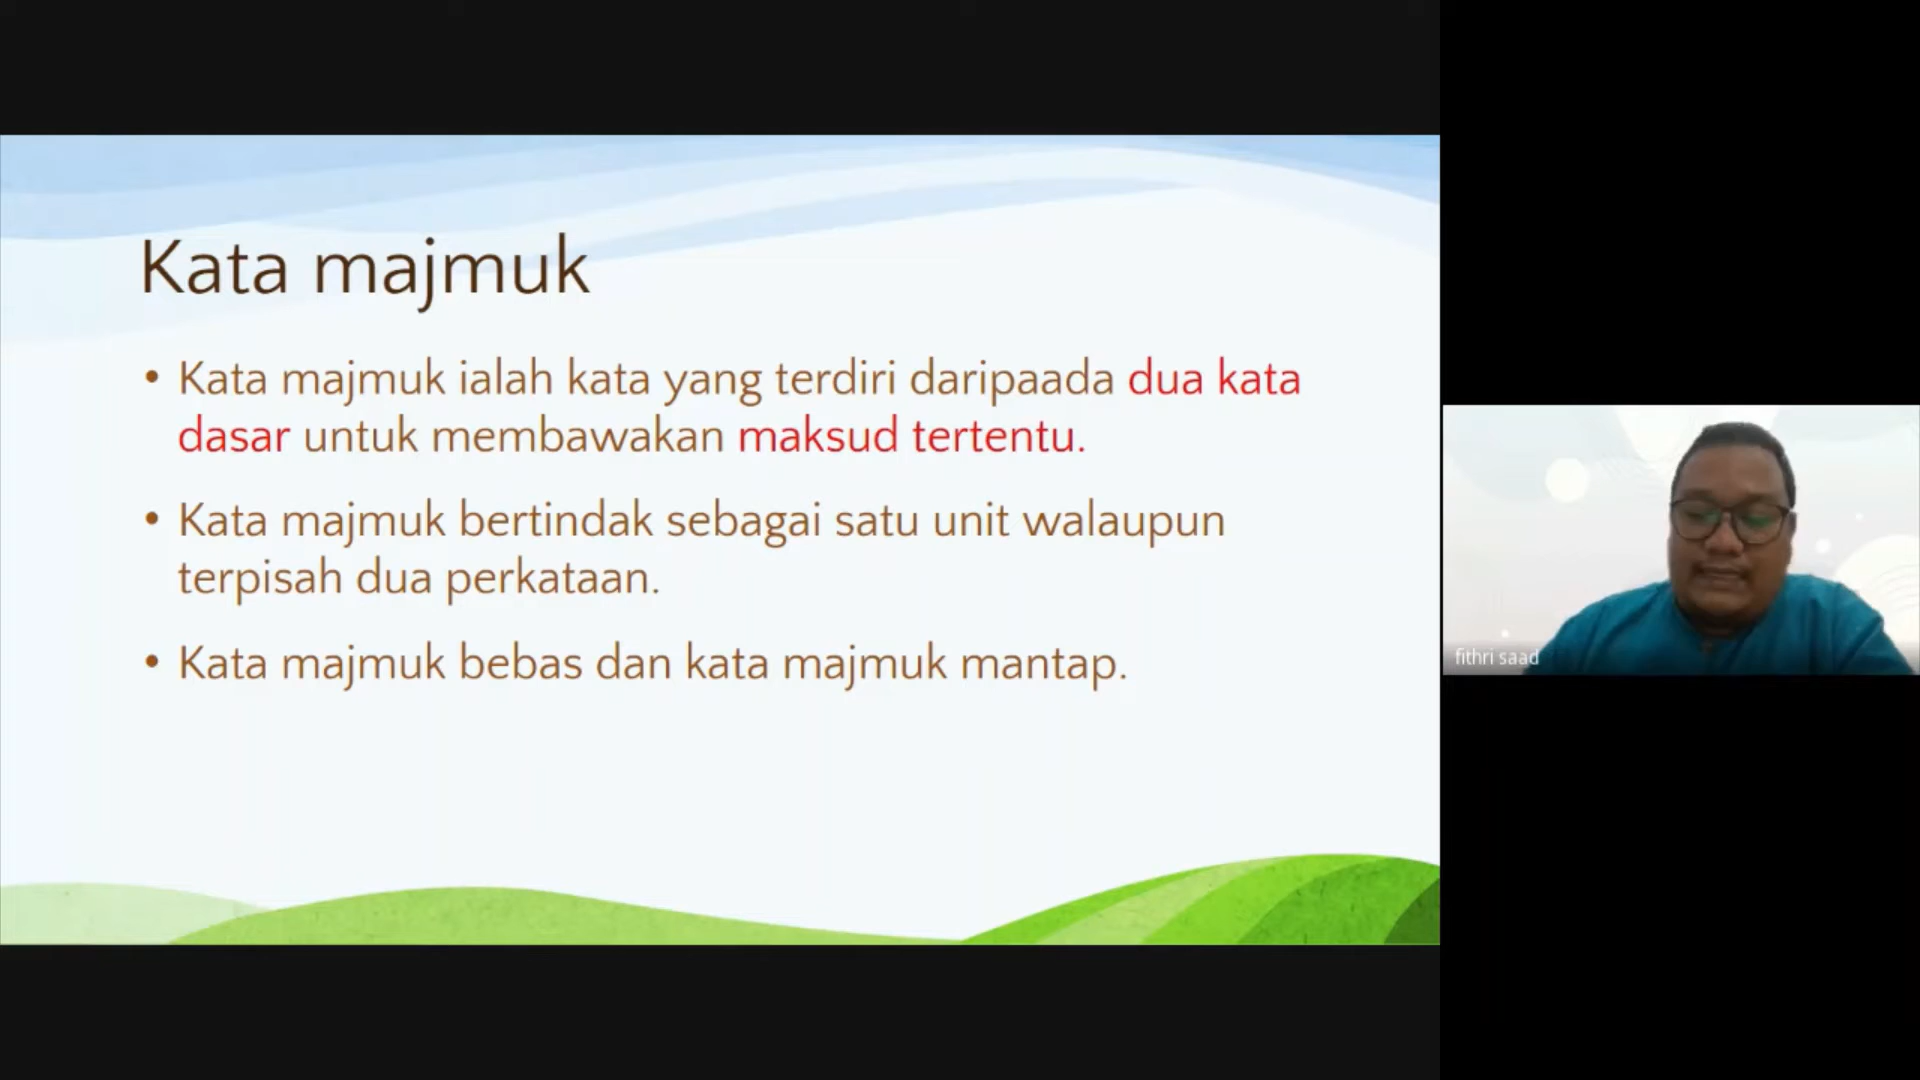 Kata majmuk
• Kata majmuk ialah kata yang terdiri daripaada dua kata
dasar untuk membawakan maksud tertentu.
• Kata majmuk bertindak sebagai satu unit walaupun
terpisah dua perkataan.
• Kata majmuk bebas dan kata majmuk mantap.
fithri saad